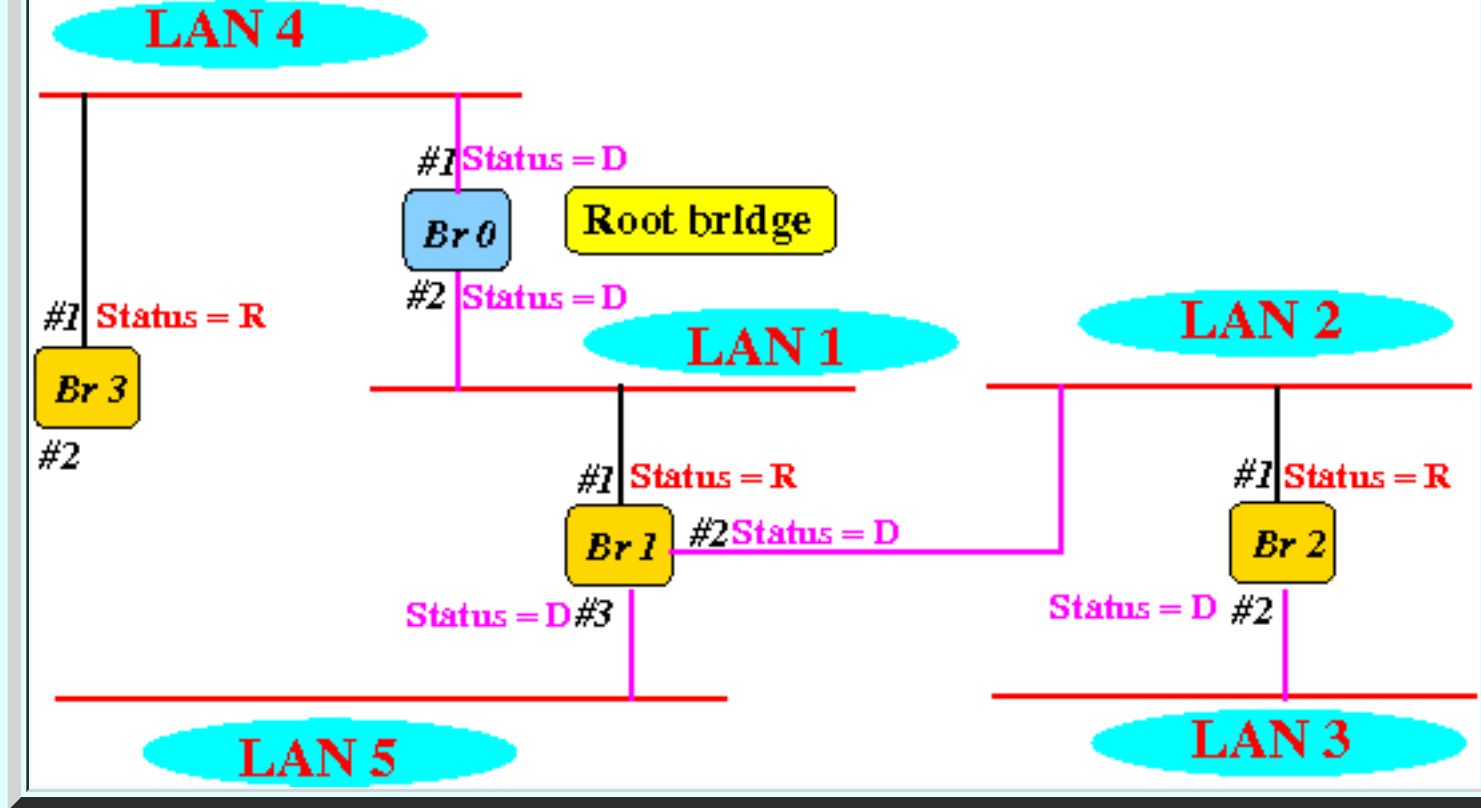 LAN 4
#1 Status = D
Br 0
Root bridge
#2 Status = D
#1 Status = R
LAN 1
LAN 2
Br 3
#2
#1 Status = R
#1 Status = R
Br 1
#2 Status = D
Br 2
Status = D #3
Status = D #2
LAN 5
LAN 3